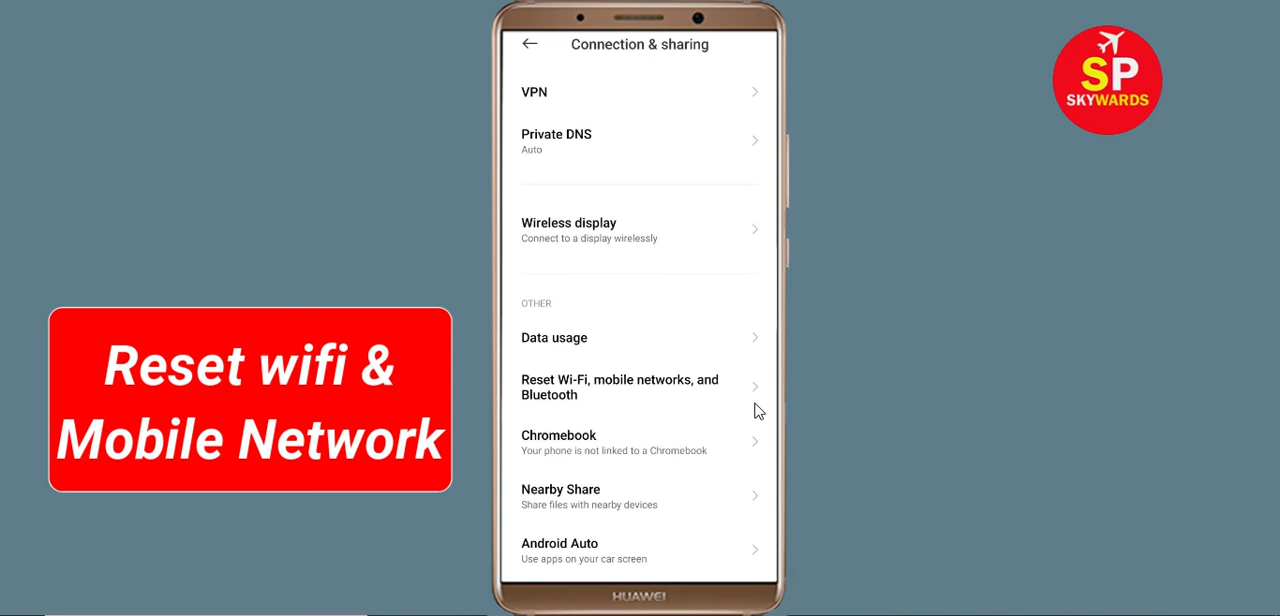 Connection & sharing
VPN
Private DNS
Auto
Wireless display
Connect to a display wirelessly
OTHER
Data usage
Reset Wi-Fi, mobile networks, and
Bluetooth
Chromebook
Your phone is not linked to a Chromebook
Nearby Share
Share files with nearby devices
Android Auto
Use apps on your car screen
HUAWEI
Reset wifi &
Mobile Network
SP
SKYWARDS